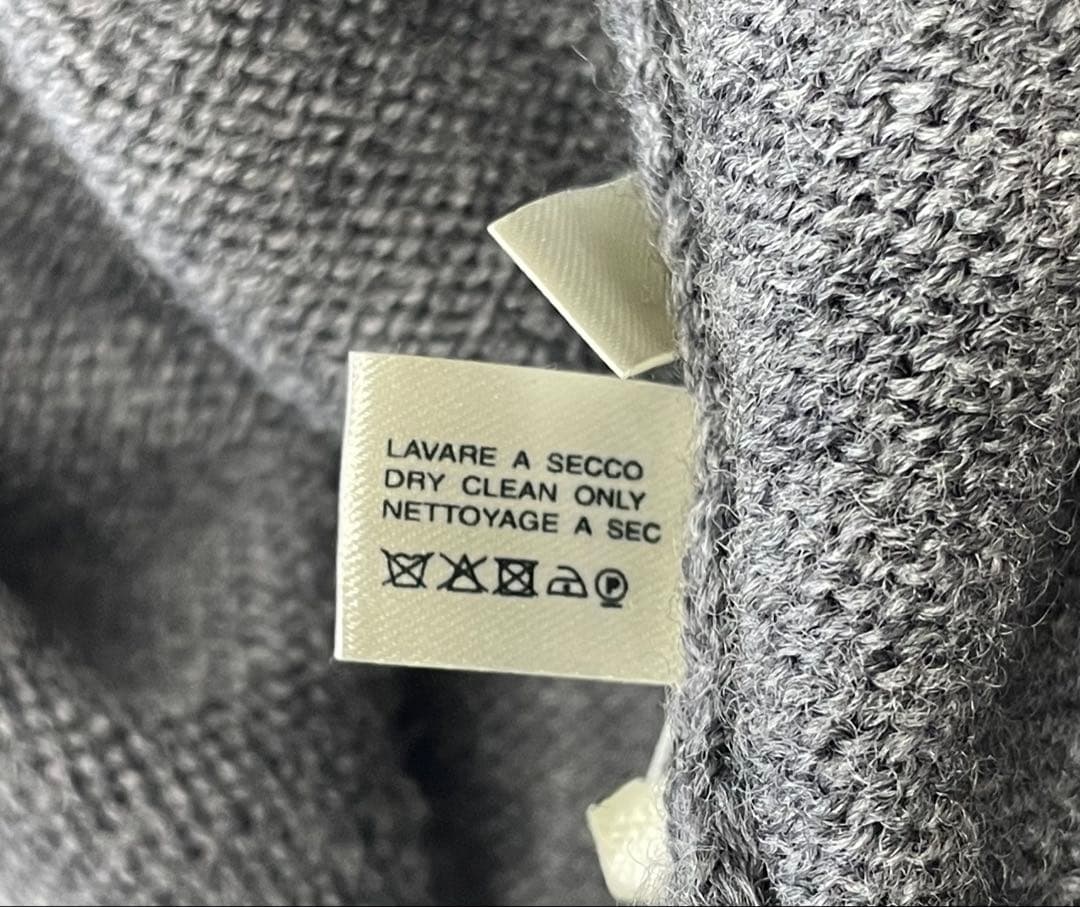 LAVARE A SECCO
DRY CLEAN ONLY
NETTOYAGE A SEC
P